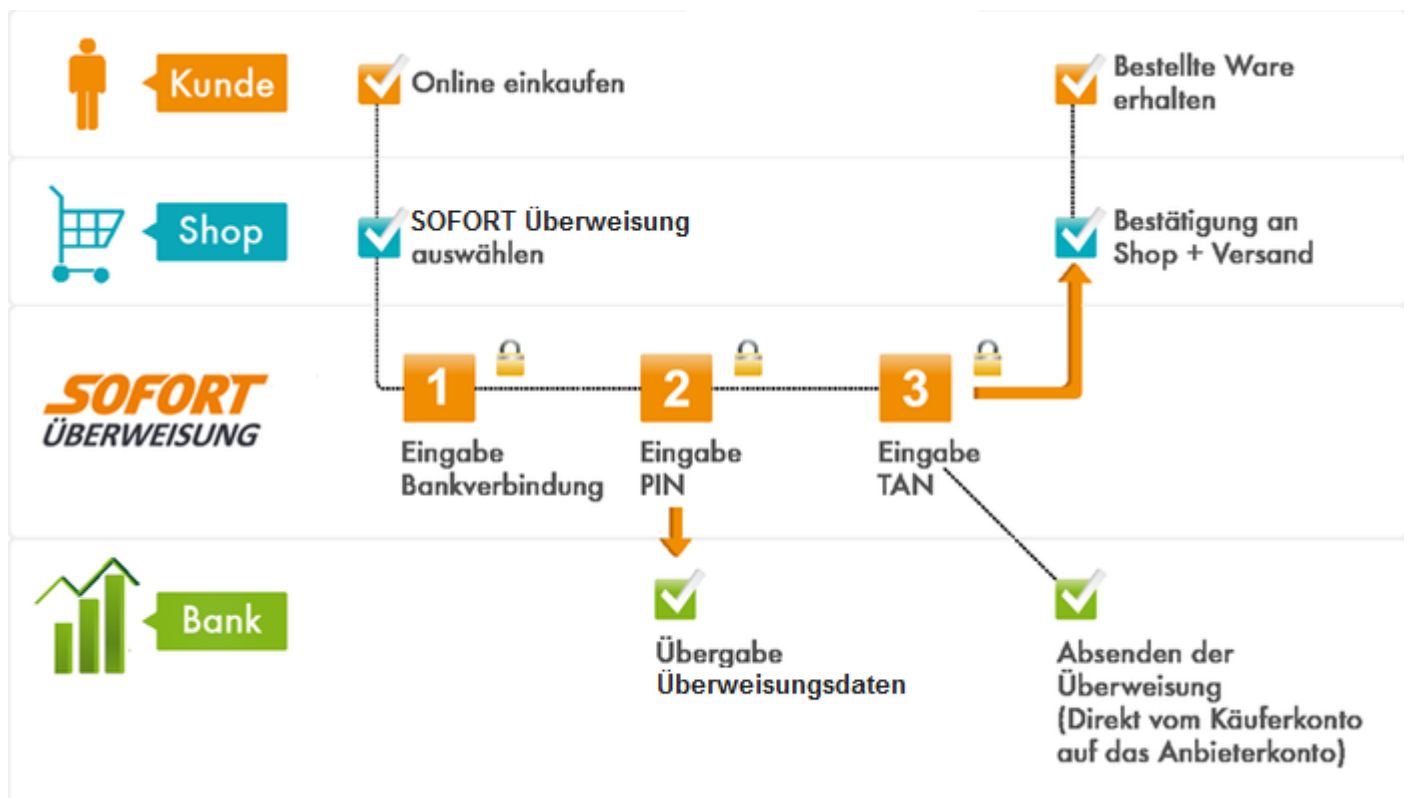 Kunde
Online einkaufen
Bestellte Ware
erhalten
Shop
SOFORT Überweisung
auswählen
Bestätigung an
Shop + Versand
SOFORT
ÜBERWEISUNG
1
2
3
Eingabe
Bankverbindung
Eingabe
PIN
Eingabe
TAN
Bank
Übergabe
Überweisungsdaten
Absenden der
Überweisung
(Direkt vom Käuferkonto
auf das Anbieterkonto)